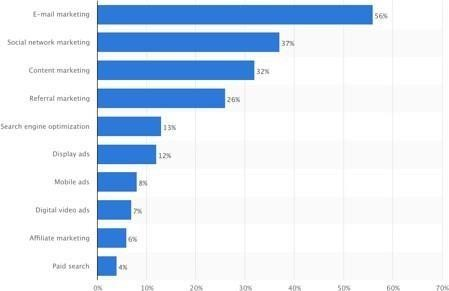 E-mail marketing 56%
Social network marketing 37%
Content marketing 32%
Referral marketing 26%
Search engine optimization 13%
Display ads 12%
Mobile ads 8%
Digital video ads 7%
Affiliate marketing 6%
Paid search 4%
0% 10% 20% 30% 40% 50% 60% 70%